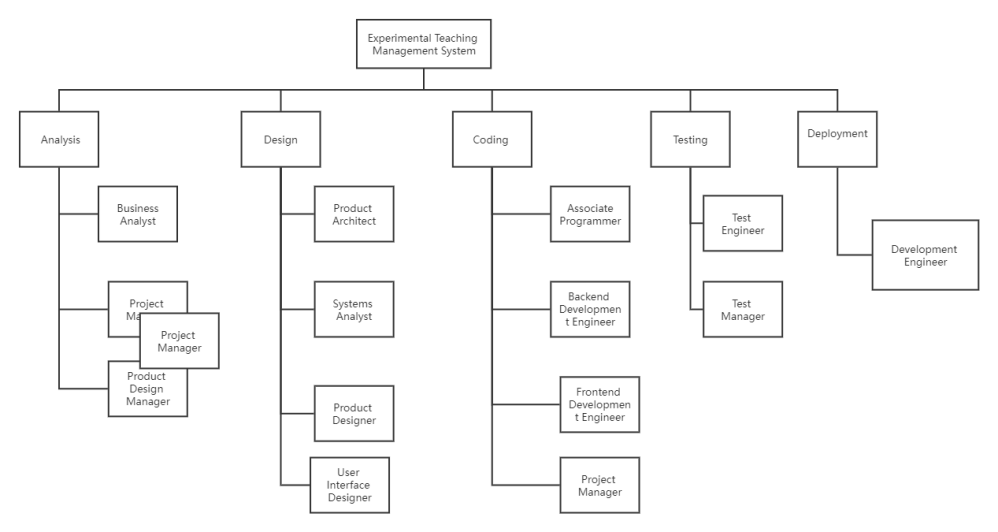 Experimental Teaching
Management System
Analysis
Design
Coding
Testing
Deployment
Business
Analyst
Project
Ma
Project
Manager
Product
Design
Manager
Product
Architect
Systems
Analyst
Product
Designer
User
Interface
Designer
Associate
Programmer
Backend
Developmen
t Engineer
Frontend
Developmen
t Engineer
Project
Manager
Test
Engineer
Test
Manager
Development
Engineer